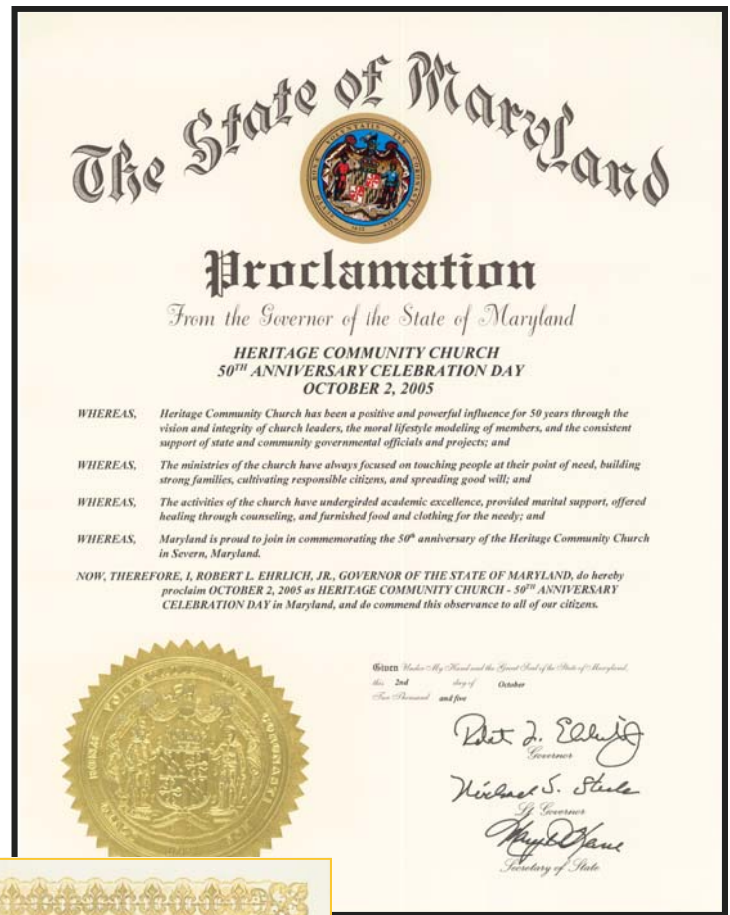 The State of Maryland
Proclamation
From the Governor of the State of Maryland
HERITAGE COMMUNITY CHURCH
50TH ANNIVERSARY CELEBRATION DAY
OCTOBER 2, 2005
WHEREAS, Heritage Community Church has been a positive and powerful influence for 50 years through the
vision and integrity of church leaders, the moral lifestyle modeling of members, and the consistent
support of state and community governmental officials and projects; and
WHEREAS, The ministries of the church have always focused on touching people at their point of need, building
strong families, cultivating responsible citizens, and spreading good will; and
WHEREAS, The activities of the church have undergirded academic excellence, provided marital support, offered
healing through counseling, and furnished food and clothing for the needy; and
WHEREAS, Maryland is proud to join in commemorating the 50th anniversary of the Heritage Community Church
in Severn, Maryland.
NOW, THEREFORE, I, ROBERT L. EHRLICH, JR., GOVERNOR OF THE STATE OF MARYLAND, do hereby
proclaim OCTOBER 2, 2005 as HERITAGE COMMUNITY CHURCH - 50TH ANNIVERSARY
CELEBRATION DAY in Maryland, and do commend this observance to all of our citizens.
Given Under My Hand and the Great Seal of the State of Maryland,
this 2nd day of October
Two Thousand and five
Governor
Michael S. Steele
Lt. Governor
Secretary of State